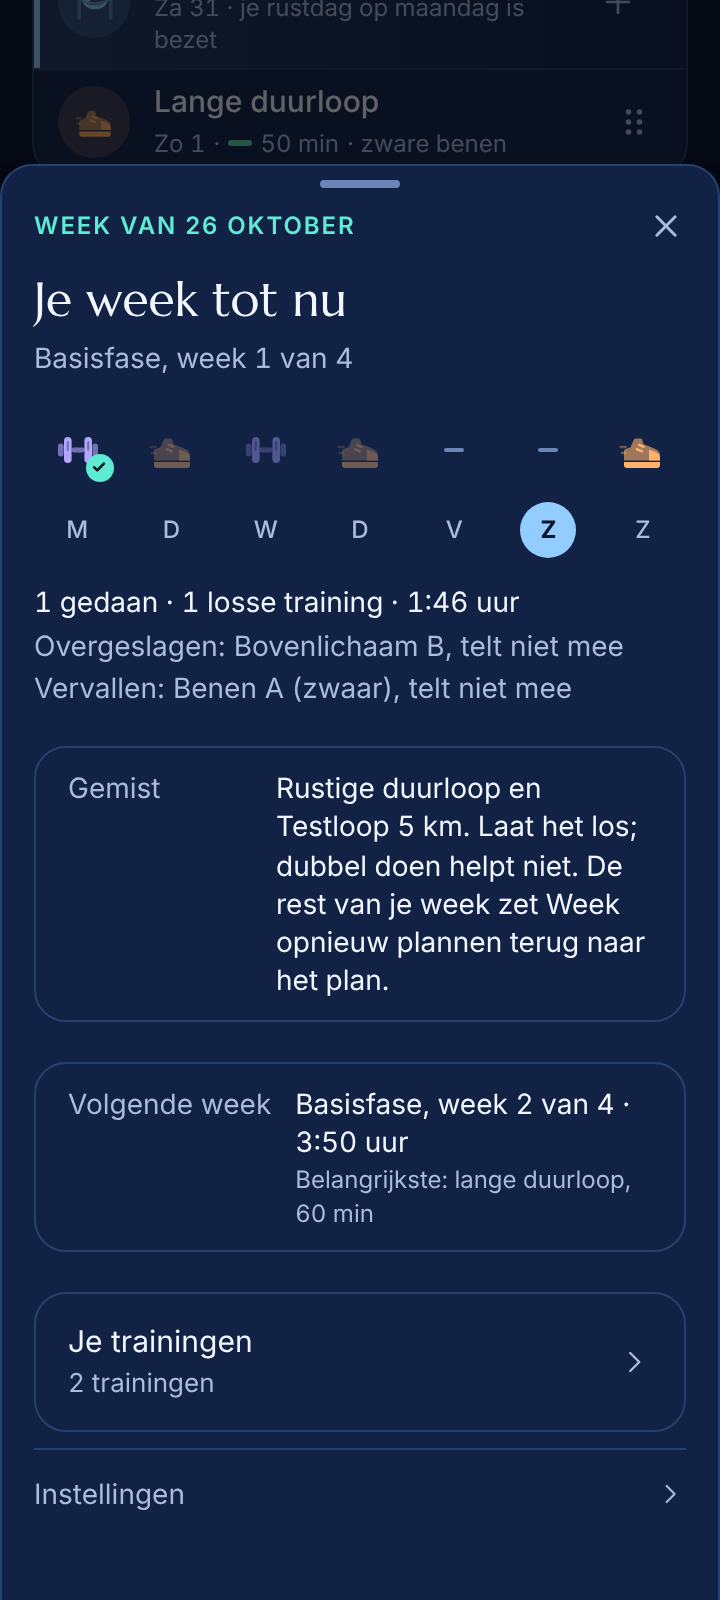 Za 31 · je rustdag op maandag is
bezet
Lange duurloop
Zo 1 · 50 min · zware benen
WEEK VAN 26 OKTOBER
Je week tot nu
Basisfase, week 1 van 4
M D W D V Z Z
1 gedaan · 1 losse training · 1:46 uur
Overgeslagen: Bovenlichaam B, telt niet mee
Vervallen: Benen A (zwaar), telt niet mee
Gemist
Rustige duurloop en
Testloop 5 km. Laat het los;
dubbel doen helpt niet. De
rest van je week zet Week
opnieuw plannen terug naar
het plan.
Volgende week
Basisfase, week 2 van 4 ·
3:50 uur
Belangrijkste: lange duurloop,
60 min
Je trainingen
2 trainingen
Instellingen